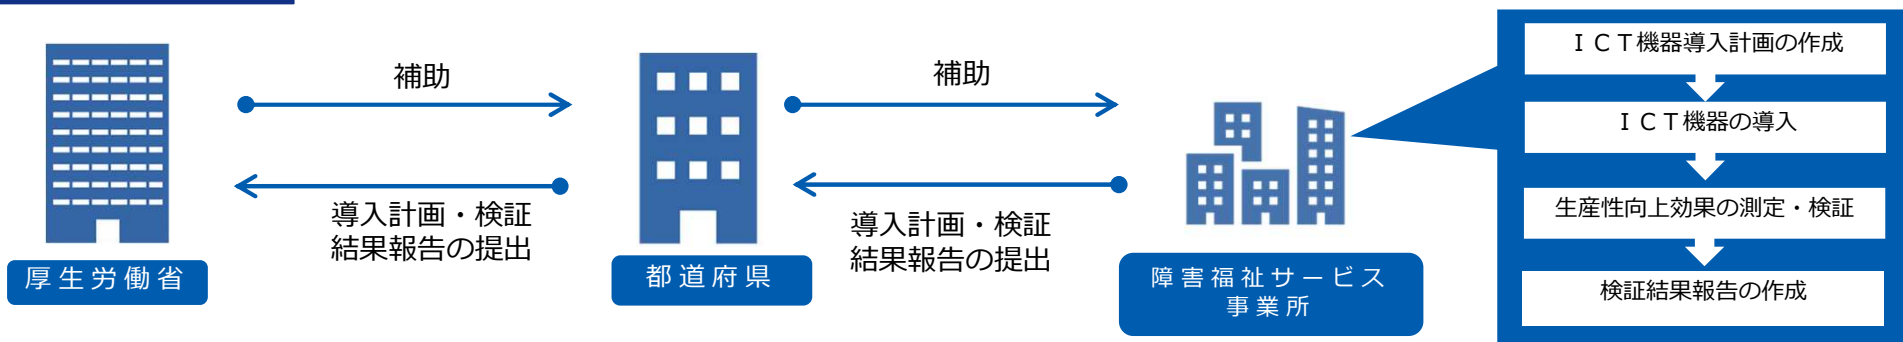 補助
導入計画・検証
結果報告の提出
厚生労働省
都道府県
補助
導入計画・検証
結果報告の提出
障害福祉サービス
事業所
ＩＣＴ機器導入計画の作成
ＩＣＴ機器の導入
生産性向上効果の測定・検証
検証結果報告の作成